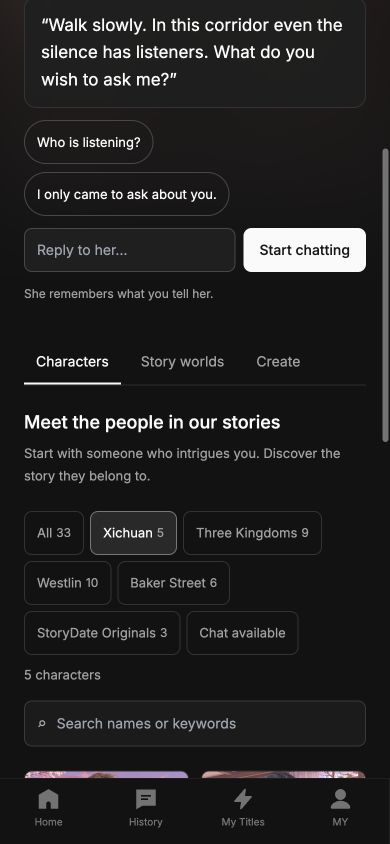 “Walk slowly. In this corridor even the
silence has listeners. What do you
wish to ask me?”
Who is listening?
I only came to ask about you.
Reply to her...
Start chatting
She remembers what you tell her.
Characters
Story worlds
Create
Meet the people in our stories
Start with someone who intrigues you. Discover the
story they belong to.
All 33
Xichuan 5
Three Kingdoms 9
Westlin 10
Baker Street 6
StoryDate Originals 3
Chat available
5 characters
Search names or keywords
Home
History
My Titles
MY